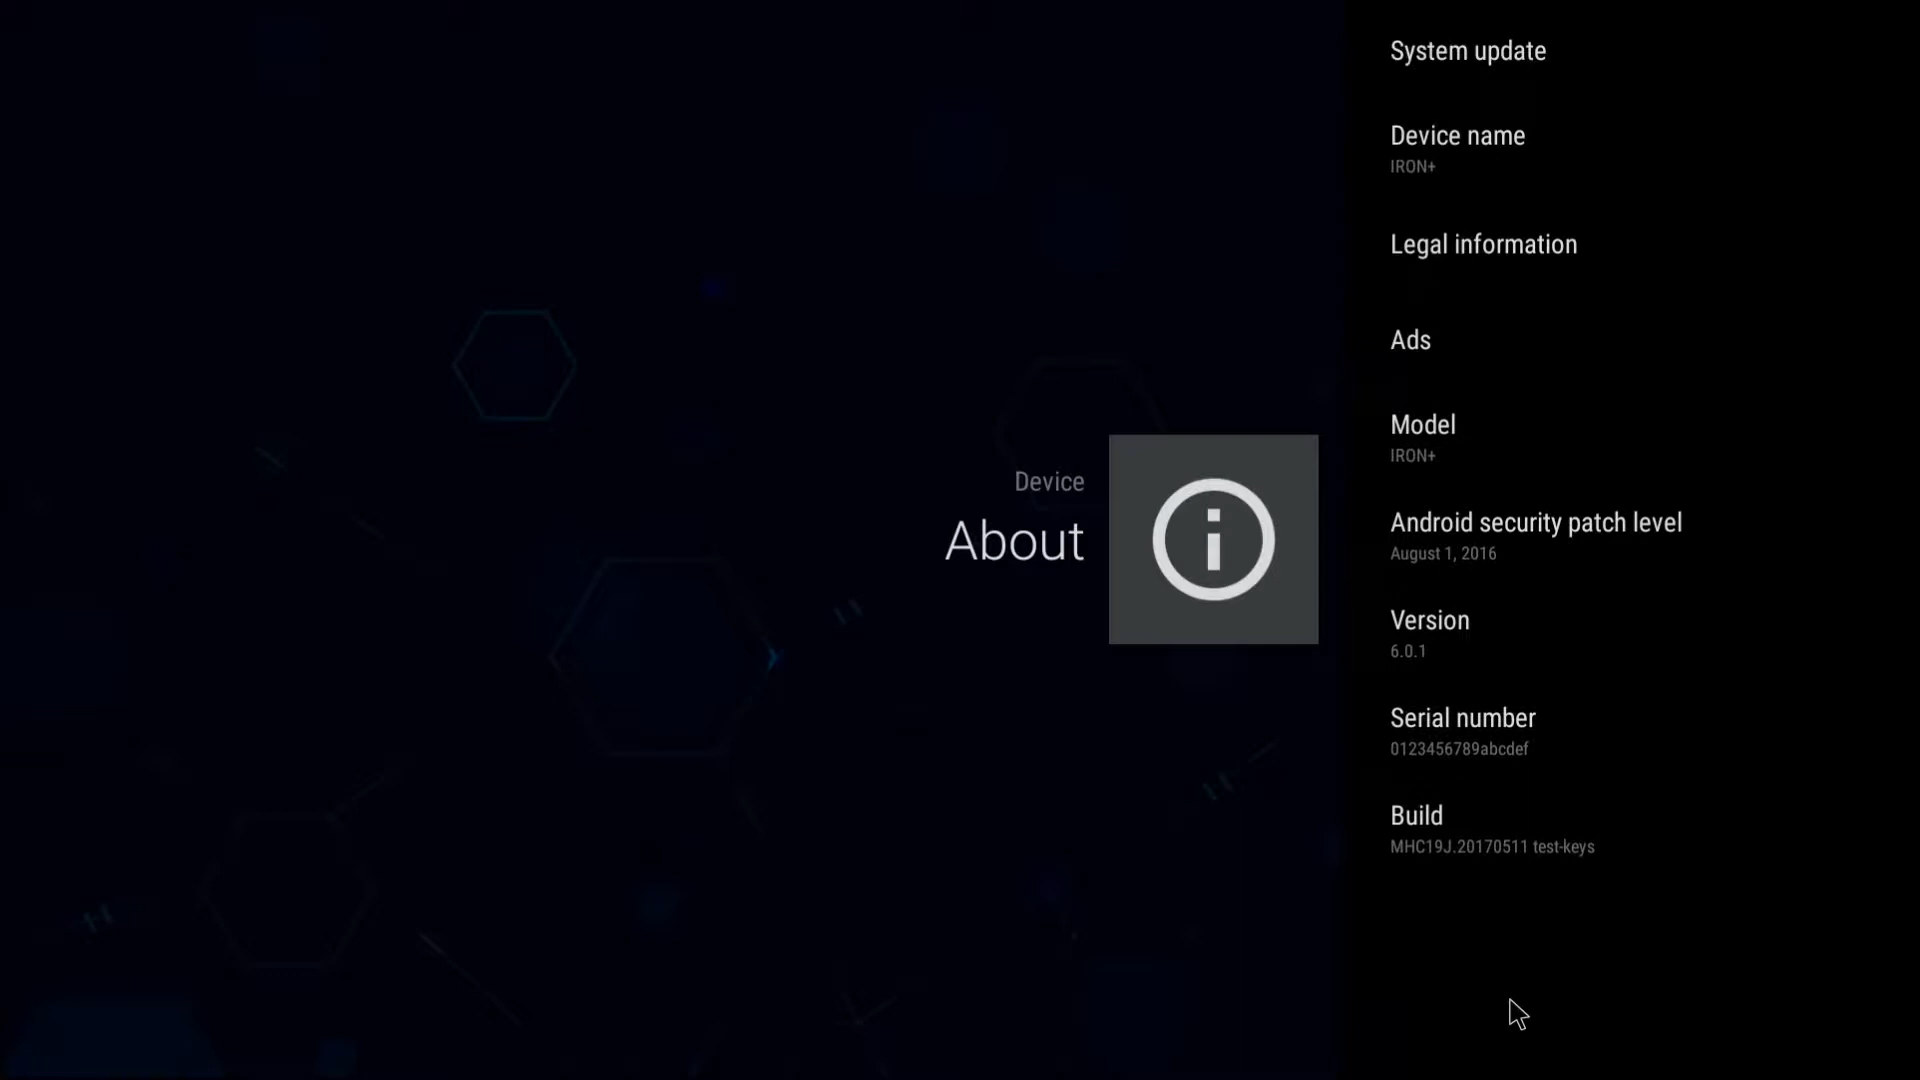 Device
About
System update
Device name
IRON+
Legal information
Ads
Model
IRON+
Android security patch level
August 1, 2016
Version
6.0.1
Serial number
0123456789abcdef
Build
MHC19J.20170511 test-keys